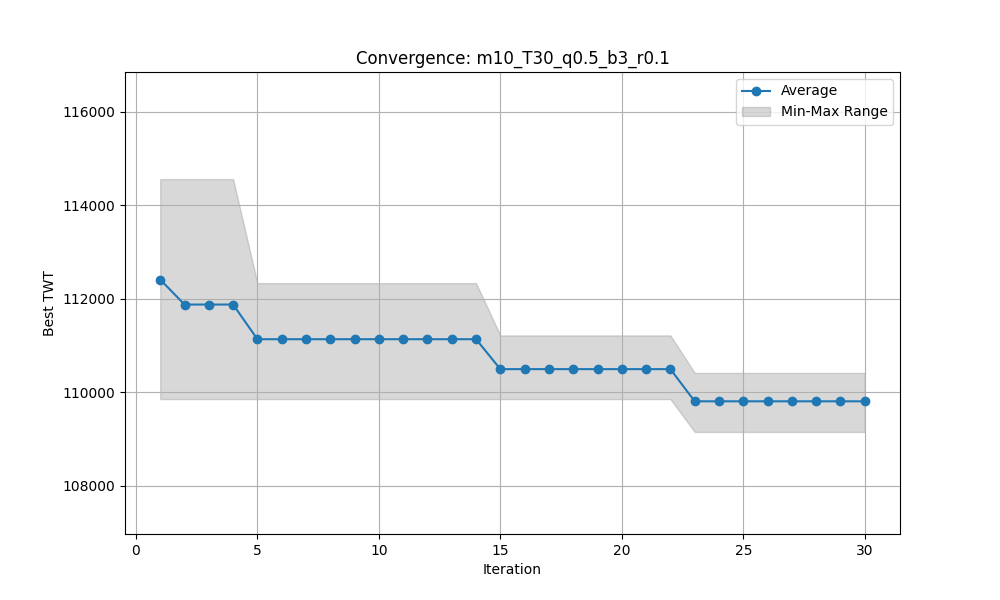 Convergence: m10_T30_q0.5_b3_r0.1
Average
Min-Max Range
116000
114000
112000
110000
108000
Best TWT
0 5 10 15 20 25 30
Iteration